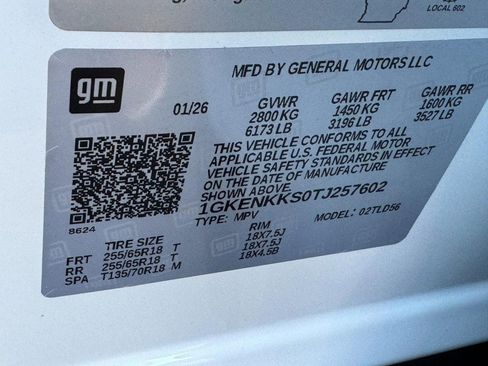 LOCAL 602
gm
MFD BY GENERAL MOTORS LLC
01/26 GVWR GAWR FRT GAWR RR
2800 KG 1450 KG 1600 KG
6173 LB 3196 LB 3527 LB
THIS VEHICLE CONFORMS TO ALL
APPLICABLE U.S. FEDERAL MOTOR
VEHICLE SAFETY STANDARDS IN EFFECT
ON THE DATE OF MANUFACTURE
SHOWN ABOVE.
1GKENKKS0TJ257602
TYPE: MPV MODEL: 02TLD56
8624
TIRE SIZE RIM
FRT 255/65R18 T 18X7.5J
RR 255/65R18 T 18X7.5J
SPA T135/70R18 M 18X4.5B